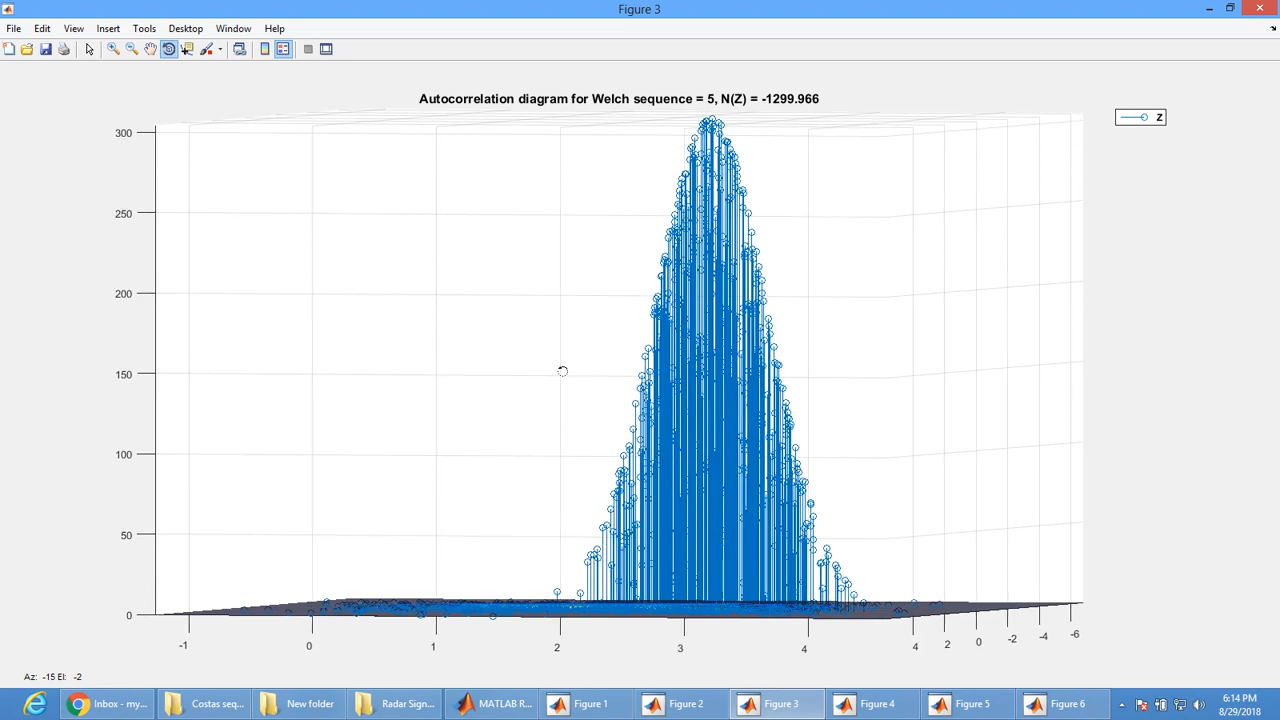 Figure 3
File Edit View Insert Tools Desktop Window Help
Autocorrelation diagram for Welch sequence = 5, N(Z) = -1299.966
Z
300
250
200
150
100
50
0
-1 0 1 2 3 4 4 2 0 -2 -4 -6
Az: -15 El: -2
Inbox - my... Costas seq... New folder Radar Sign... MATLAB R... Figure 1 Figure 2 Figure 3 Figure 4 Figure 5 Figure 6 6:14 PM
8/29/2018